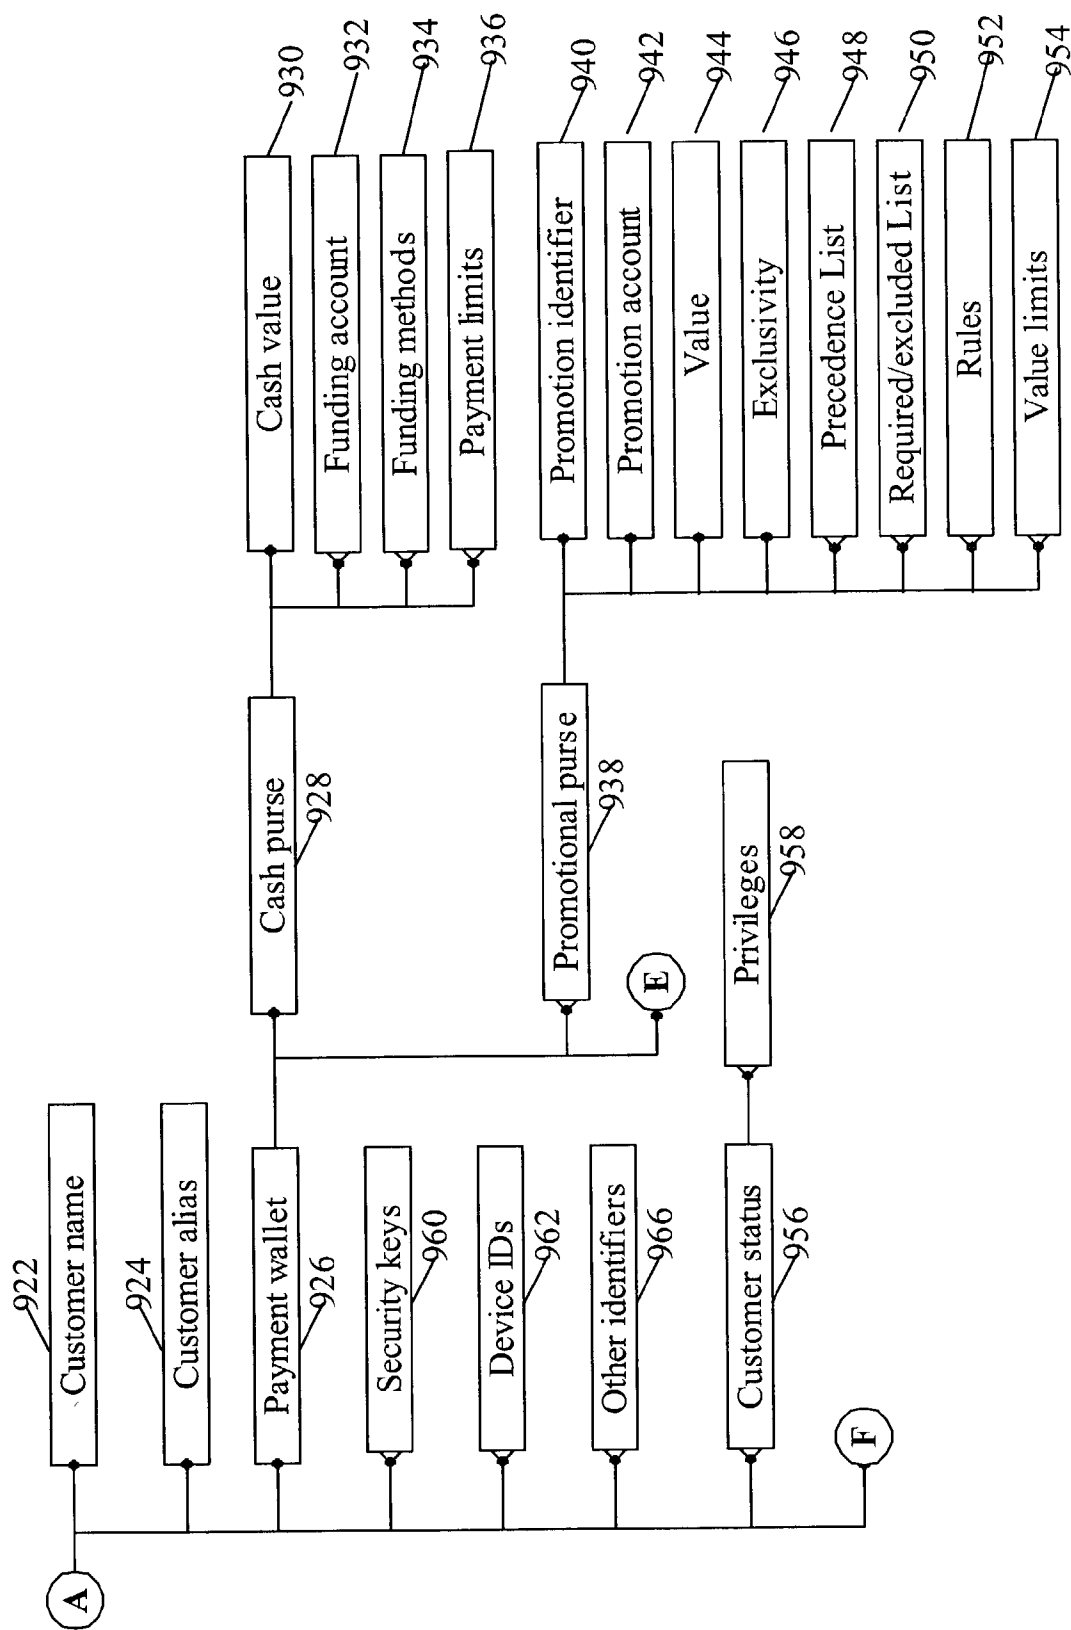 A
922
Customer name
924
Customer alias
Payment wallet
926
Security keys
960
Device IDs
962
Other identifiers
966
Customer status
956
F
Cash purse
928
Promotional purse
938
E
Privileges
958
Cash value
930
Funding account
932
Funding methods
934
Payment limits
936
Promotion identifier
940
Promotion account
942
Value
944
Exclusivity
946
Precedence List
948
Required/excluded List
950
Rules
952
Value limits
954